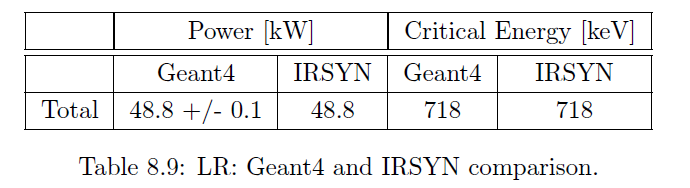 Power [kW] Critical Energy [keV]
Geant4 IRSYN Geant4 IRSYN
Total 48.8 +/- 0.1 48.8 718 718
Table 8.9: LR: Geant4 and IRSYN comparison.